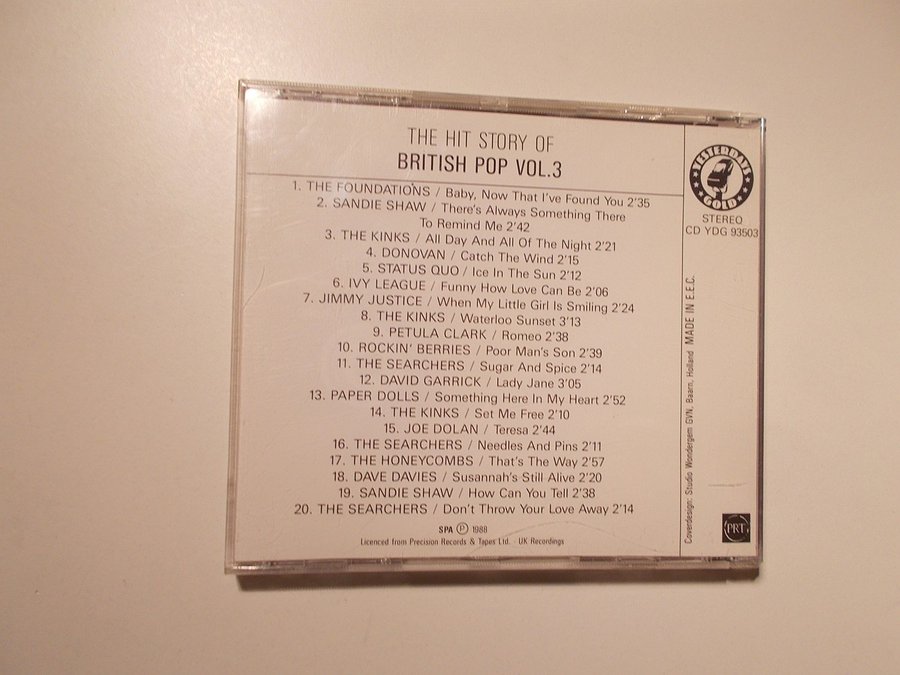 THE HIT STORY OF
BRITISH POP VOL.3
1. THE FOUNDATIONS / Baby, Now That I've Found You 2'35
2. SANDIE SHAW / There's Always Something There
To Remind Me 2'42
3. THE KINKS / All Day And All Of The Night 2'21
4. DONOVAN / Catch The Wind 2'15
5. STATUS QUO / Ice In The Sun 2'12
6. IVY LEAGUE / Funny How Love Can Be 2'06
7. JIMMY JUSTICE / When My Little Girl Is Smiling 2'24
8. THE KINKS / Waterloo Sunset 3'13
9. PETULA CLARK / Romeo 2'38
10. ROCKIN' BERRIES / Poor Man's Son 2'39
11. THE SEARCHERS / Sugar And Spice 2'14
12. DAVID GARRICK / Lady Jane 3'05
13. PAPER DOLLS / Something Here In My Heart 2'52
14. THE KINKS / Set Me Free 2'10
15. JOE DOLAN / Teresa 2'44
16. THE SEARCHERS / Needles And Pins 2'11
17. THE HONEYCOMBS / That's The Way 2'57
18. DAVE DAVIES / Susannah's Still Alive 2'20
19. SANDIE SHAW / How Can You Tell 2'38
20. THE SEARCHERS / Don't Throw Your Love Away 2'14
SPA ℗ 1988
Licenced from Precision Records & Tapes Ltd. · UK Recordings
YESTERDAYS
GOLD
STEREO
CD YDG 93503
Coverdesign: Studio Wondergem GVN, Baarn, Holland MADE IN E.E.C.
PRT